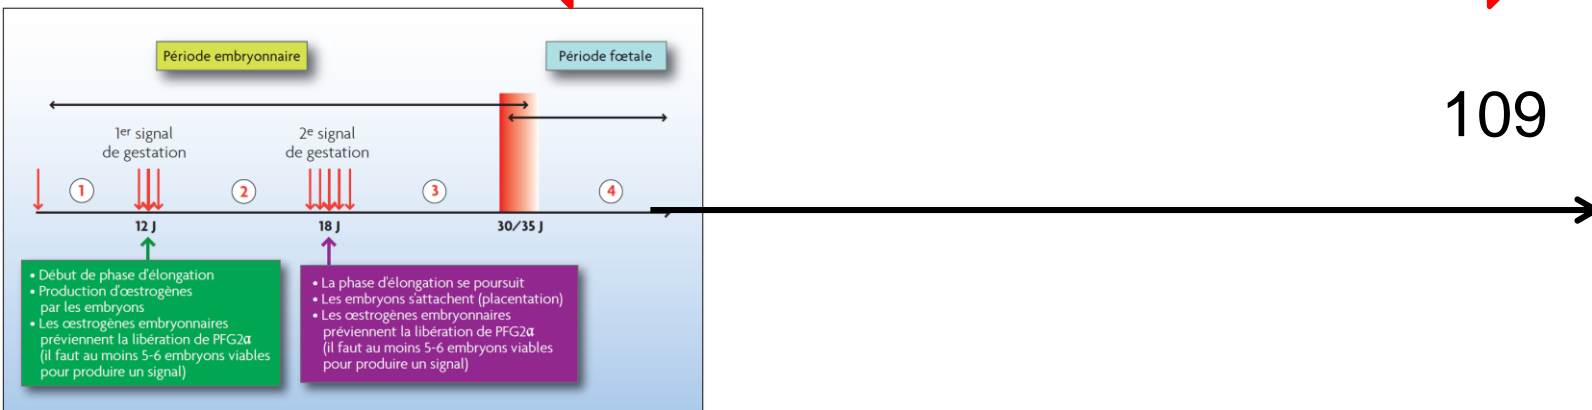 Période embryonnaire
Période fœtale
109
1er signal
de gestation
2e signal
de gestation
1
2
3
4
12 J
18 J
30/35 J
• Début de phase d'élongation
• Production d'œstrogènes
par les embryons
• Les œstrogènes embryonnaires
préviennent la libération de PFG2α
(il faut au moins 5-6 embryons viables
pour produire un signal)
• La phase d'élongation se poursuit
• Les embryons s'attachent (placentation)
• Les œstrogènes embryonnaires
préviennent la libération de PFG2α
(il faut au moins 5-6 embryons viables
pour produire un signal)